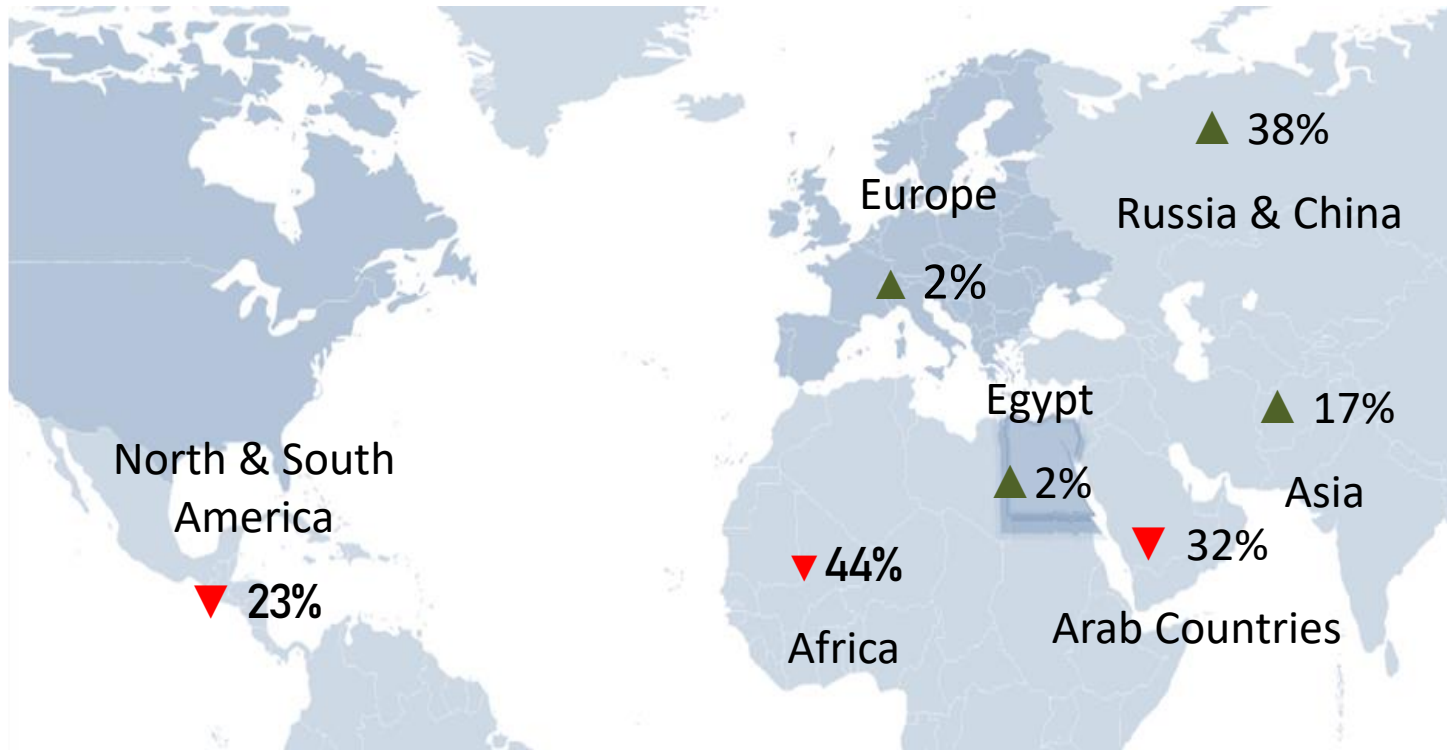 ▲ 38%
Russia & China
Europe
▲ 2%
Egypt
▲ 2%
▲ 17%
Asia
North & South
America
▼ 23%
▼ 44%
Africa
▼ 32%
Arab Countries